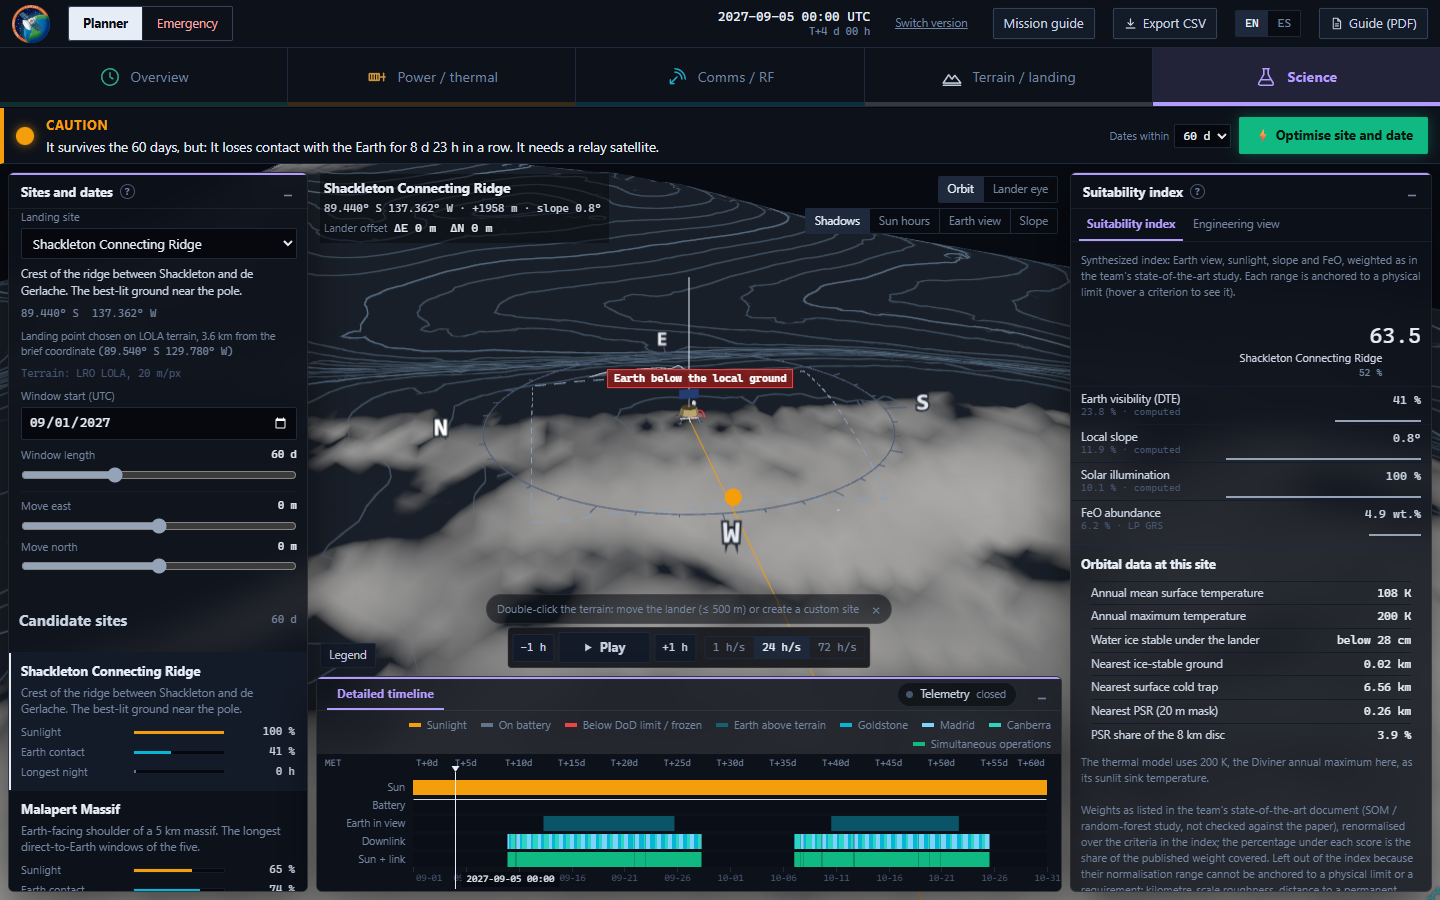 Planner
Emergency
2027-09-05 00:00 UTC
T+4 d 00 h
Switch version
Mission guide
Export CSV
EN
ES
Guide (PDF)
Overview
Power / thermal
Comms / RF
Terrain / landing
Science
CAUTION
It survives the 60 days, but: It loses contact with the Earth for 8 d 23 h in a row. It needs a relay satellite.
Dates within
60 d
Optimise site and date
Sites and dates ?
Landing site
Shackleton Connecting Ridge
Crest of the ridge between Shackleton and de
Gerlache. The best-lit ground near the pole.
89.440° S 137.362° W
Landing point chosen on LOLA terrain, 3.6 km from the
brief coordinate (89.540° S 129.780° W)
Terrain: LRO LOLA, 20 m/px
Window start (UTC)
09/01/2027
Window length 60 d
Move east 0 m
Move north 0 m
Candidate sites 60 d
Shackleton Connecting Ridge
Crest of the ridge between Shackleton and de
Gerlache. The best-lit ground near the pole.
Sunlight 100 %
Earth contact 41 %
Longest night 0 h
Malapert Massif
Earth-facing shoulder of a 5 km massif. The longest
direct-to-Earth windows of the five.
Sunlight 65 %
Earth contact 74 %
Shackleton Connecting Ridge
89.440° S 137.362° W · +1958 m · slope 0.8°
Lander offset ΔE 0 m ΔN 0 m
Orbit
Lander eye
Shadows
Sun hours
Earth view
Slope
E
Earth below the local ground
N
S
W
Double-click the terrain: move the lander (≤ 500 m) or create a custom site ×
Legend
−1 h
Play
+1 h
1 h/s
24 h/s
72 h/s
Detailed timeline
Telemetry closed
Sunlight
On battery
Below DoD limit / frozen
Earth above terrain
Goldstone
Madrid
Canberra
Simultaneous operations
MET T+0d T+5d T+10d T+15d T+20d T+25d T+30d T+35d T+40d T+45d T+50d T+55d T+60d
Sun
Battery
Earth in view
Downlink
Sun + link
09-01 2027-09-05 00:00 09-16 09-21 09-26 10-01 10-06 10-11 10-16 10-21 10-26 10-31
Suitability index ?
Suitability index
Engineering view
Synthesized index: Earth view, sunlight, slope and FeO, weighted as in
the team's state-of-the-art study. Each range is anchored to a physical
limit (hover a criterion to see it).
63.5
Shackleton Connecting Ridge
52 %
Earth visibility (DTE) 41 %
23.8 % · computed
Local slope 0.8°
11.9 % · computed
Solar illumination 100 %
10.1 % · computed
FeO abundance 4.9 wt.%
6.2 % · LP GRS
Orbital data at this site
Annual mean surface temperature 108 K
Annual maximum temperature 200 K
Water ice stable under the lander below 28 cm
Nearest ice-stable ground 0.02 km
Nearest surface cold trap 6.56 km
Nearest PSR (20 m mask) 0.26 km
PSR share of the 8 km disc 3.9 %
The thermal model uses 200 K, the Diviner annual maximum here, as
its sunlit sink temperature.
Weights as listed in the team's state-of-the-art document (SOM /
random-forest study, not checked against the paper), renormalised
over the criteria in the index; the percentage under each score is the
share of the published weight covered. Left out of the index because
their normalisation range cannot be anchored to a physical limit or a
requirement: kilometre-scale roughness, distance to a permanent